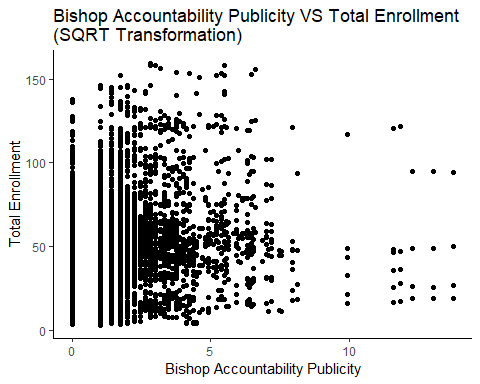 Bishop Accountability Publicity VS Total Enrollment
(SQRT Transformation)
150
100
50
0
Total Enrollment
0 5 10
Bishop Accountability Publicity